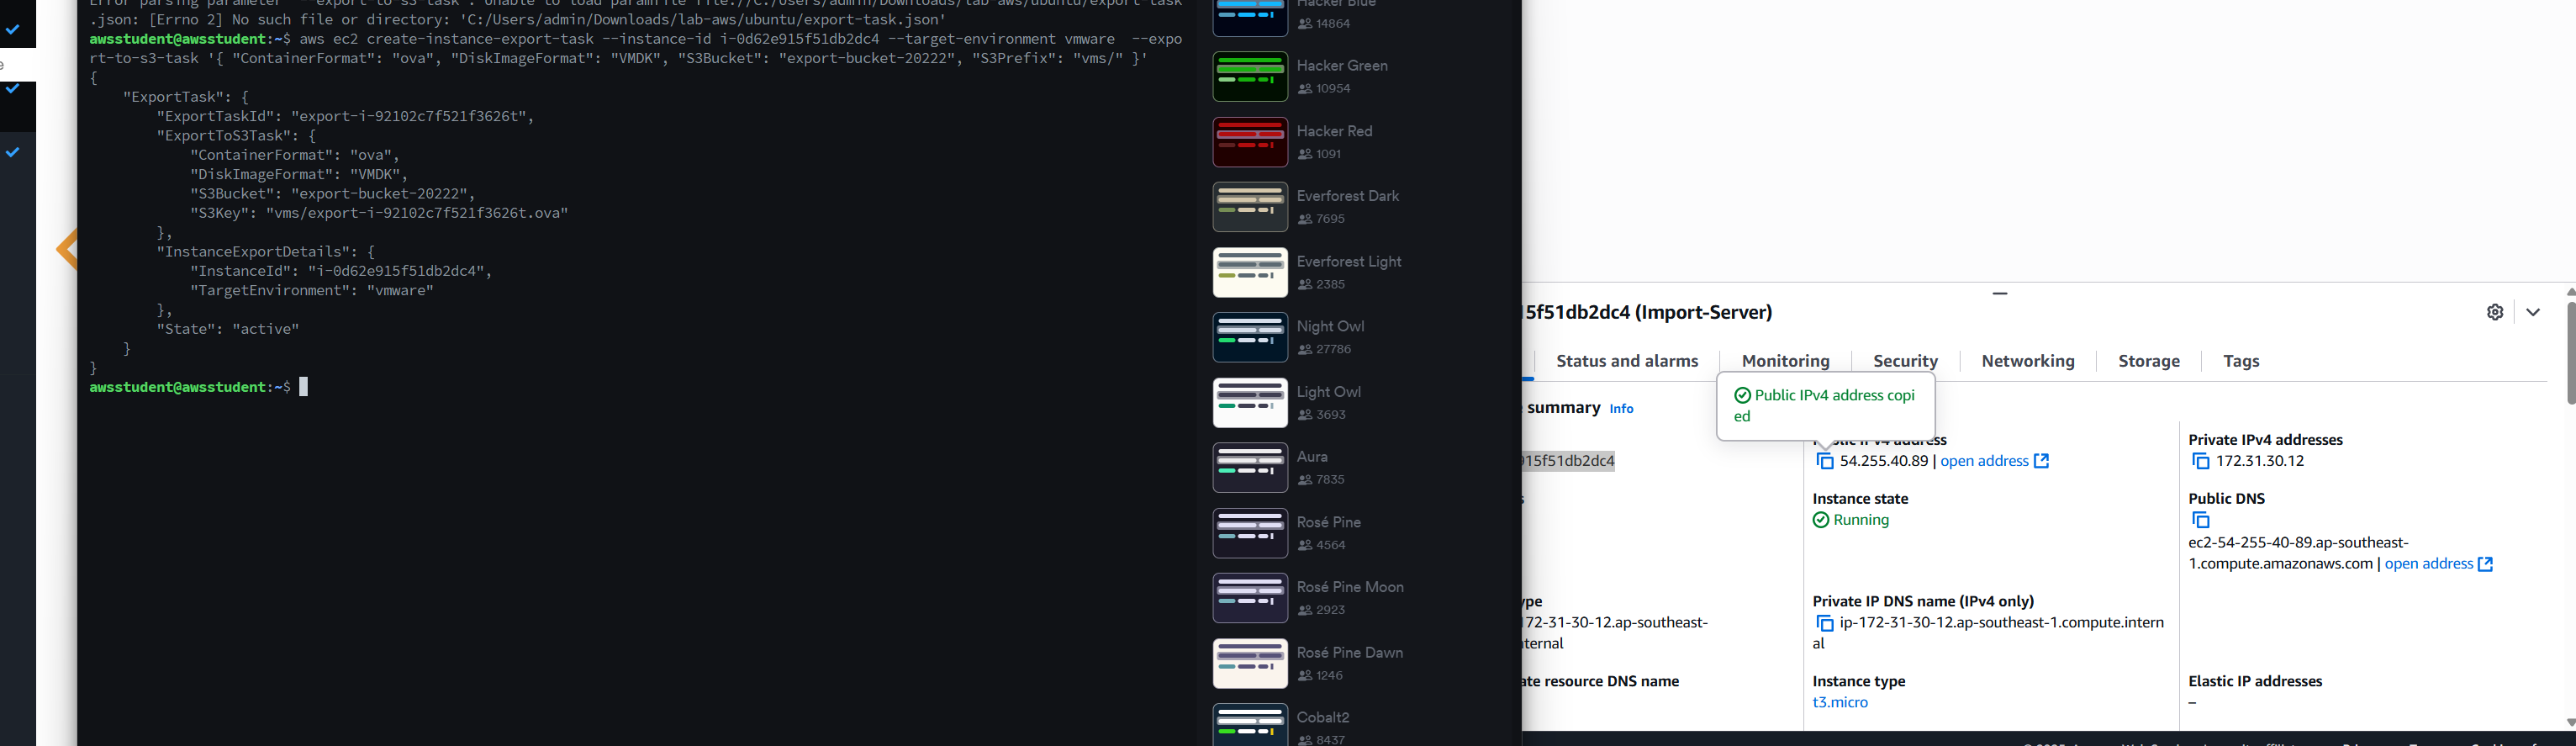 Error parsing parameter '--export-to-s3-task': Unable to load paramfile file://C:/Users/admin/Downloads/lab-aws/ubuntu/export-task
.json: [Errno 2] No such file or directory: 'C:/Users/admin/Downloads/lab-aws/ubuntu/export-task.json'
awsstudent@awsstudent:~$ aws ec2 create-instance-export-task --instance-id i-0d62e915f51db2dc4 --target-environment vmware  --expo
rt-to-s3-task '{ "ContainerFormat": "ova", "DiskImageFormat": "VMDK", "S3Bucket": "export-bucket-20222", "S3Prefix": "vms/" }'
{
    "ExportTask": {
        "ExportTaskId": "export-i-92102c7f521f3626t",
        "ExportToS3Task": {
            "ContainerFormat": "ova",
            "DiskImageFormat": "VMDK",
            "S3Bucket": "export-bucket-20222",
            "S3Key": "vms/export-i-92102c7f521f3626t.ova"
        },
        "InstanceExportDetails": {
            "InstanceId": "i-0d62e915f51db2dc4",
            "TargetEnvironment": "vmware"
        },
        "State": "active"
    }
}
awsstudent@awsstudent:~$
Hacker Blue
14864
Hacker Green
10954
Hacker Red
1091
Everforest Dark
7695
Everforest Light
2385
Night Owl
27786
Light Owl
3693
Aura
7835
Rosé Pine
4564
Rosé Pine Moon
2923
Rosé Pine Dawn
1246
Cobalt2
8437
15f51db2dc4 (Import-Server)
Status and alarms
Monitoring
Security
Networking
Storage
Tags
summary Info
Public IPv4 address copi
ed
915f51db2dc4
Public IPv4 address
54.255.40.89 | open address
Private IPv4 addresses
172.31.30.12
Instance state
Running
Public DNS
ec2-54-255-40-89.ap-southeast-
1.compute.amazonaws.com | open address
ype
172-31-30-12.ap-southeast-
nternal
Private IP DNS name (IPv4 only)
ip-172-31-30-12.ap-southeast-1.compute.intern
al
ate resource DNS name
Instance type
t3.micro
Elastic IP addresses
–